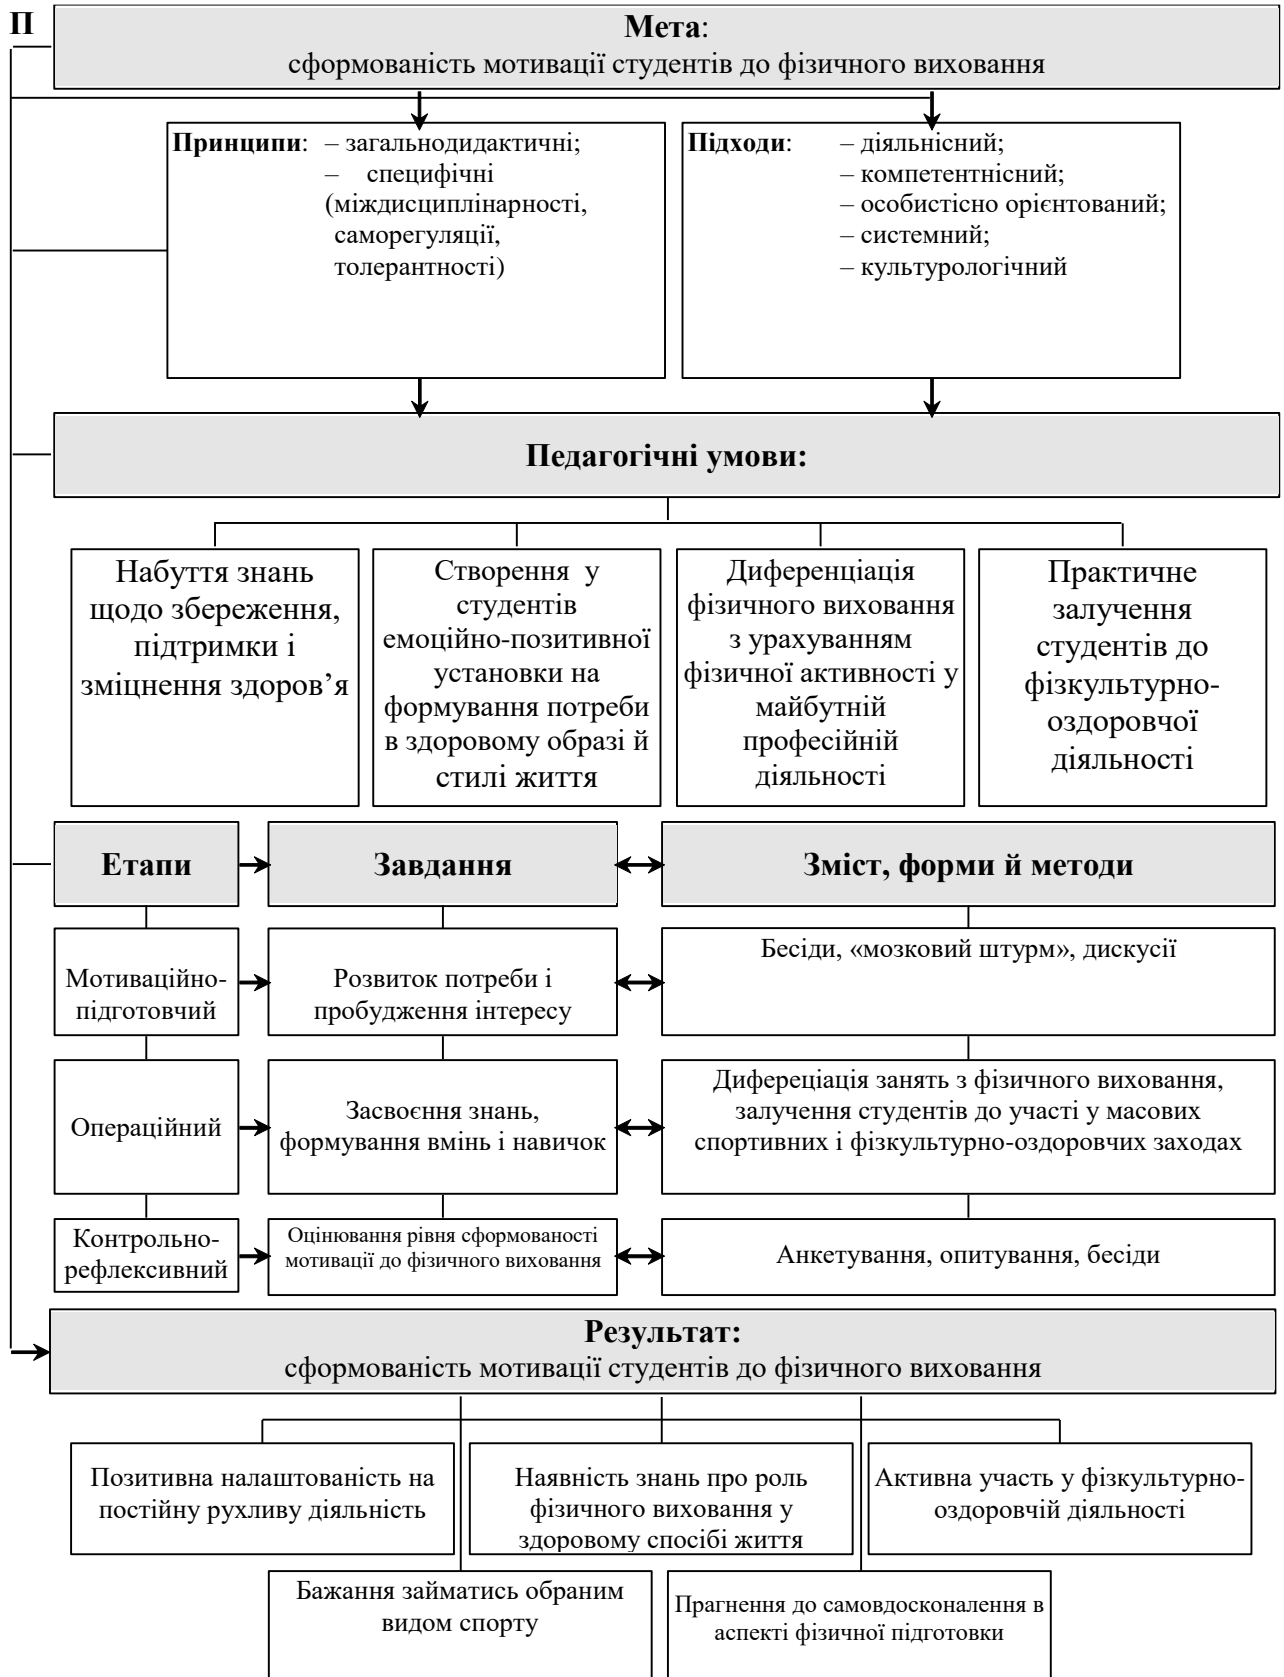 П
Мета:
сформованість мотивації студентів до фізичного виховання
Принципи: – загальнодидактичні;
– специфічні
(міждисциплінарності,
саморегуляції,
толерантності)
Підходи: – діяльнісний;
– компетентнісний;
– особистісно орієнтований;
– системний;
– культурологічний
Педагогічні умови:
Набуття знань
щодо збереження,
підтримки і
зміцнення здоров’я
Створення у
студентів
емоційно-позитивної
установки на
формування потреби
в здоровому образі й
стилі життя
Диференціація
фізичного виховання
з урахуванням
фізичної активності у
майбутній
професійній
діяльності
Практичне
залучення
студентів до
фізкультурно-
оздоровчої
діяльності
Етапи
Завдання
Зміст, форми й методи
Мотиваційно-
підготовчий
Розвиток потреби і
пробудження інтересу
Бесіди, «мозковий штурм», дискусії
Операційний
Засвоєння знань,
формування вмінь і навичок
Дифереціація занять з фізичного виховання,
залучення студентів до участі у масових
спортивних і фізкультурно-оздоровчих заходах
Контрольно-
рефлексивний
Оцінювання рівня сформованості
мотивації до фізичного виховання
Анкетування, опитування, бесіди
Результат:
сформованість мотивації студентів до фізичного виховання
Позитивна налаштованість на
постійну рухливу діяльність
Наявність знань про роль
фізичного виховання у
здоровому способі життя
Активна участь у фізкультурно-
оздоровчій діяльності
Бажання займатись обраним
видом спорту
Прагнення до самовдосконалення в
аспекті фізичної підготовки